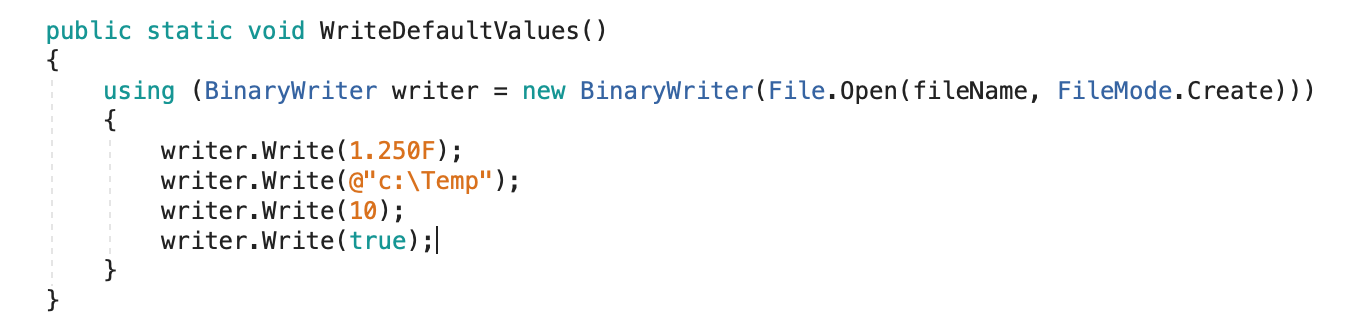 public static void WriteDefaultValues()
{
    using (BinaryWriter writer = new BinaryWriter(File.Open(fileName, FileMode.Create)))
    {
        writer.Write(1.250F);
        writer.Write(@"c:\Temp");
        writer.Write(10);
        writer.Write(true);
    }
}